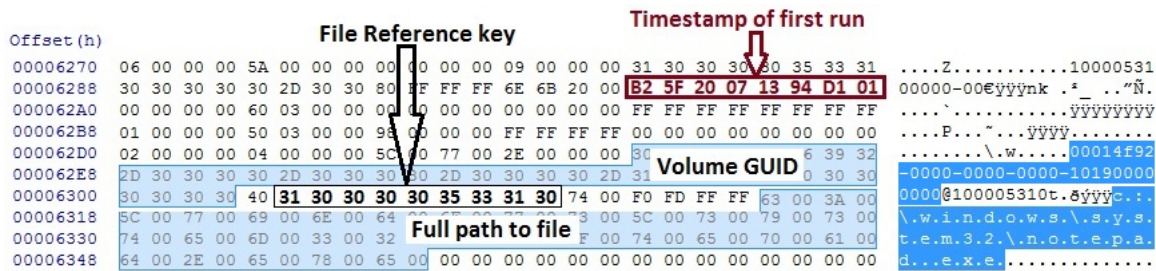 Timestamp of first run
File Reference key
Offset(h)
00006270 06 00 00 00 5A 00 00 00 00 00 00 00 09 00 00 00 31 30 30 30 30 35 33 31 ....Z...........10000531
00006288 30 30 30 30 30 2D 30 30 80 FF FF FF 6E 6B 20 00 B2 5F 20 07 13 94 D1 01 00000-00€ÿÿÿnk .²_ ..”Ñ.
000062A0 00 00 00 00 60 03 00 00 00 00 00 00 00 00 00 00 FF FF FF FF FF FF FF FF ....`...........ÿÿÿÿÿÿÿÿ
000062B8 01 00 00 00 50 03 00 00 98 00 00 00 FF FF FF FF 00 00 00 00 00 00 00 00 ....P...˜...ÿÿÿÿ........
000062D0 02 00 00 00 04 00 00 00 5C 00 77 00 2E 00 00 00 30 39 32 ........\.w.....00014f92
Volume GUID
000062E8 2D 30 30 30 30 2D 30 30 30 30 2D 30 30 30 30 2D 31 30 30 -0000-0000-0000-10190000
00006300 30 30 30 30 40 31 30 30 30 30 35 33 31 30 74 00 F0 FD FF FF 63 00 3A 00 0000@100005310t.ðýÿÿc.:.
00006318 5C 00 77 00 69 00 6E 00 64 00 6F 00 77 00 73 00 5C 00 73 00 79 00 73 00 \.w.i.n.d.o.w.s.\.s.y.s.
Full path to file
00006330 74 00 65 00 6D 00 33 00 32 00 74 00 65 00 70 00 61 00 t.e.m.3.2.\.n.o.t.e.p.a.
00006348 64 00 2E 00 65 00 78 00 65 00 00 00 00 00 00 00 00 00 00 00 00 00 00 00 d...e.x.e...............